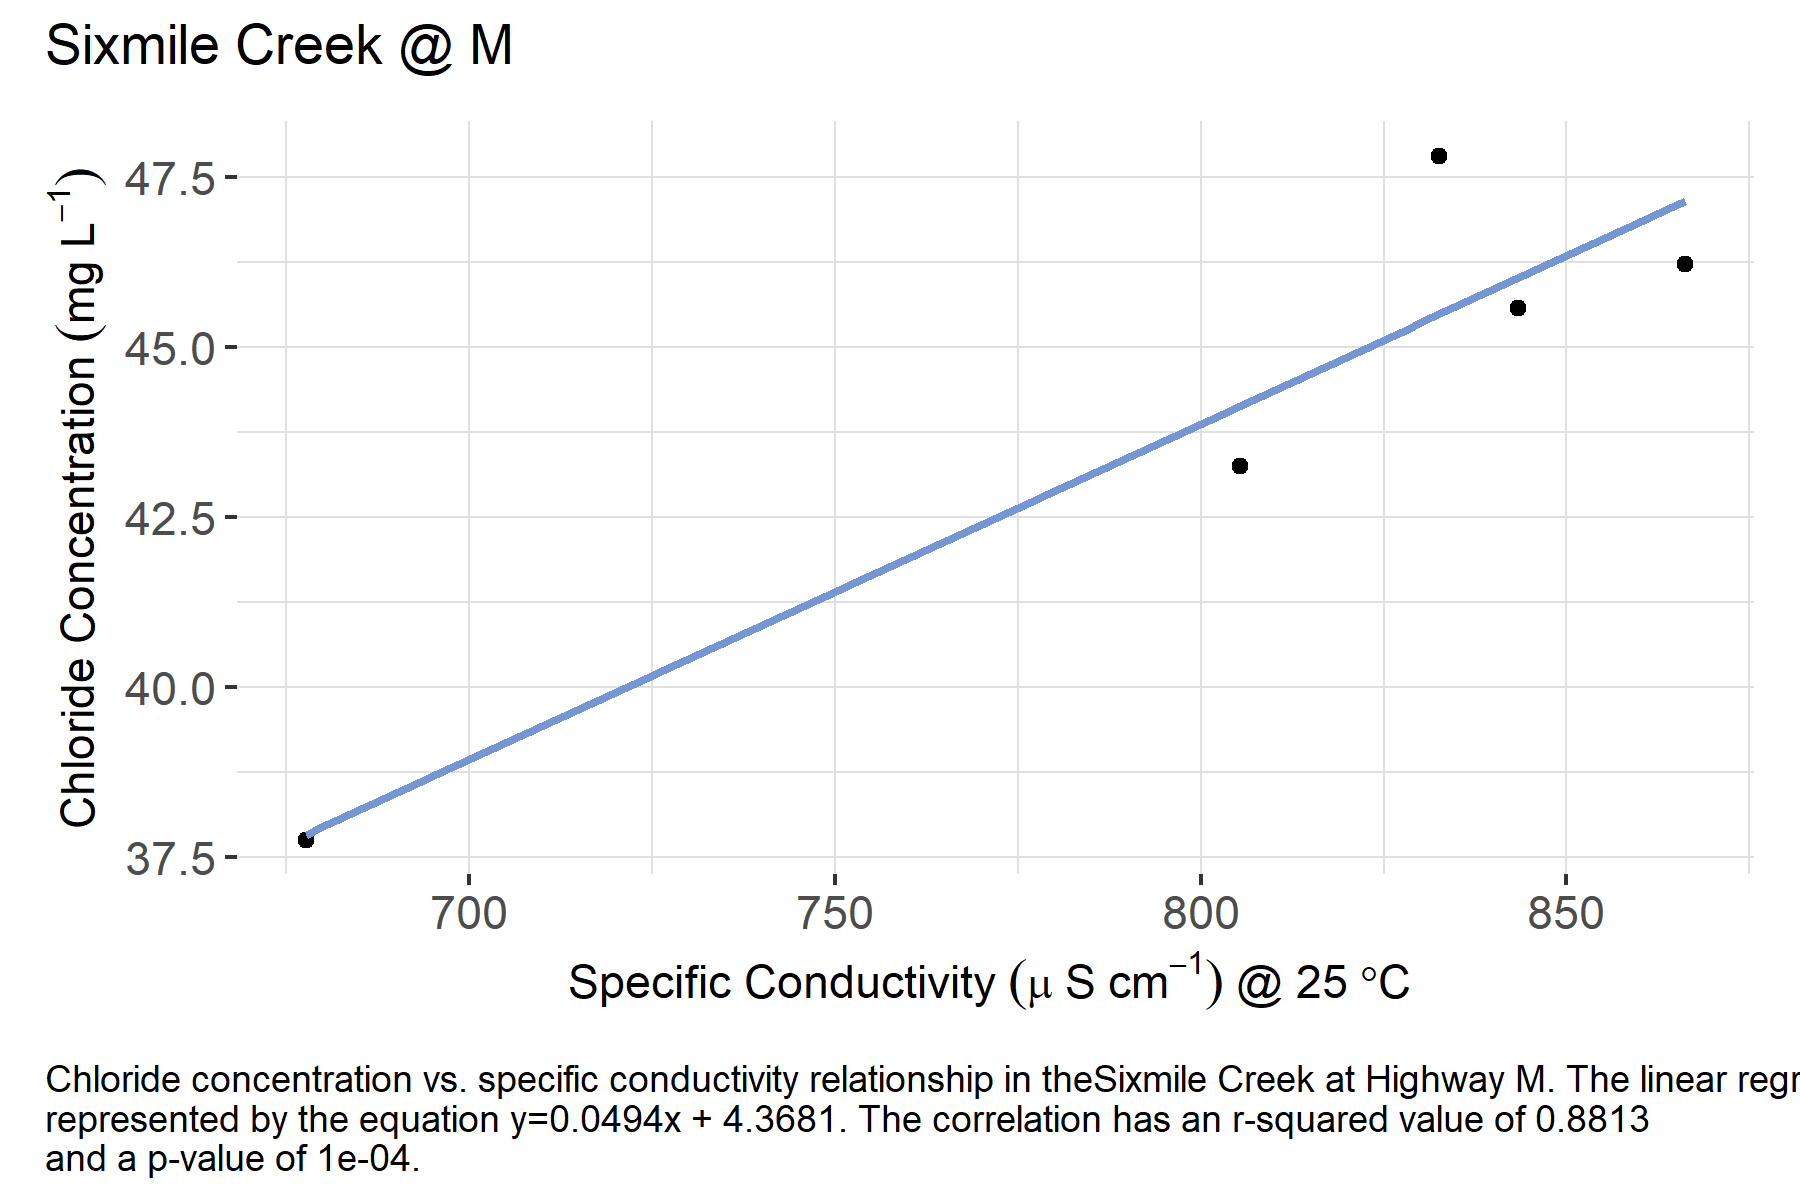 Sixmile Creek @ M
Chloride Concentration (mg L⁻¹)
47.5
45.0
42.5
40.0
37.5
700 750 800 850
Specific Conductivity (μ S cm⁻¹) @ 25 °C
Chloride concentration vs. specific conductivity relationship in theSixmile Creek at Highway M. The linear regr
represented by the equation y=0.0494x + 4.3681. The correlation has an r-squared value of 0.8813
and a p-value of 1e-04.